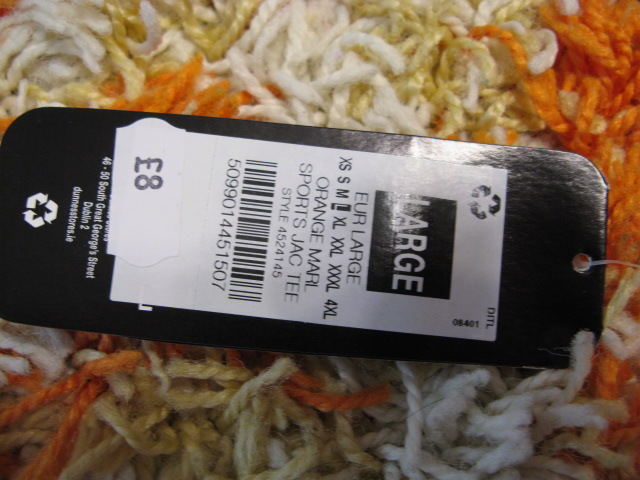 DITL
08401
LARGE
EUR LARGE
XS S M L XL XXL XXXL 4XL
ORANGE MARL
SPORTS JAC TEE
STYLE 4524145
5099014451507
£8
46 - 50 South Great George's Street
Dublin 2
dunnesstores.ie